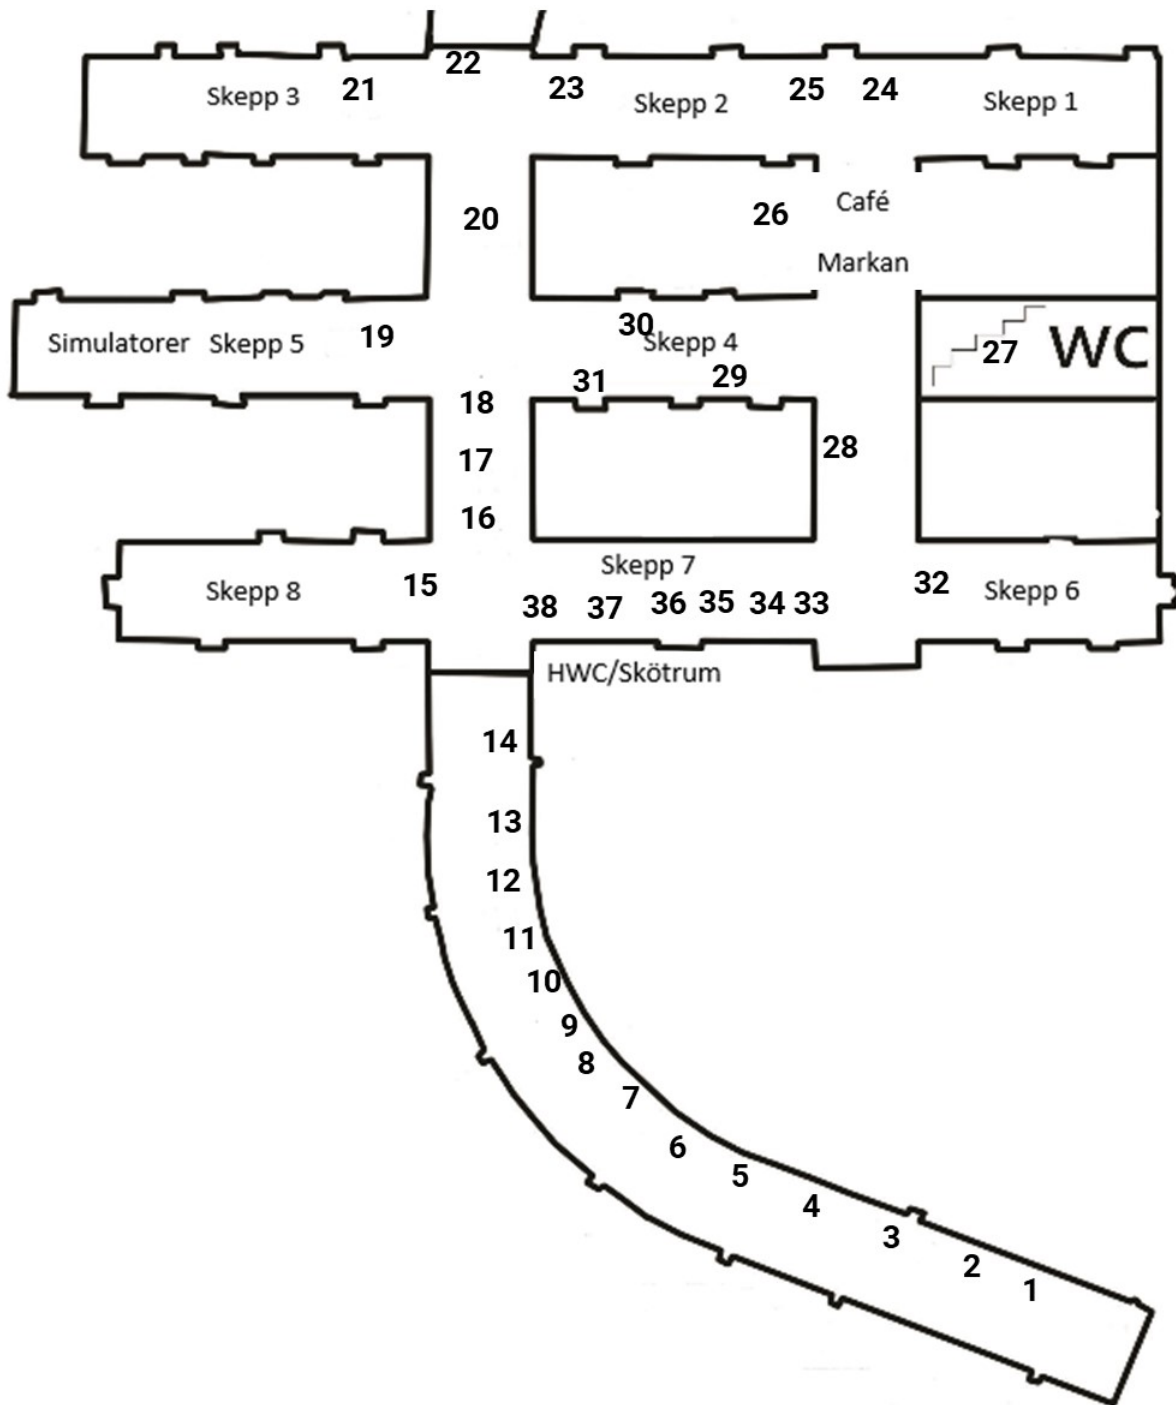 22
Skepp 3 21 23 Skepp 2 25 24 Skepp 1
20 26 Café
Markan
Simulatorer Skepp 5 19 30 Skepp 4 27 WC
18 31 29
17 28
16
Skepp 8 15 Skepp 7 32 Skepp 6
38 37 36 35 34 33
HWC/Skötrum
14
13
12
11
10
9
8
7
6
5
4
3
2
1